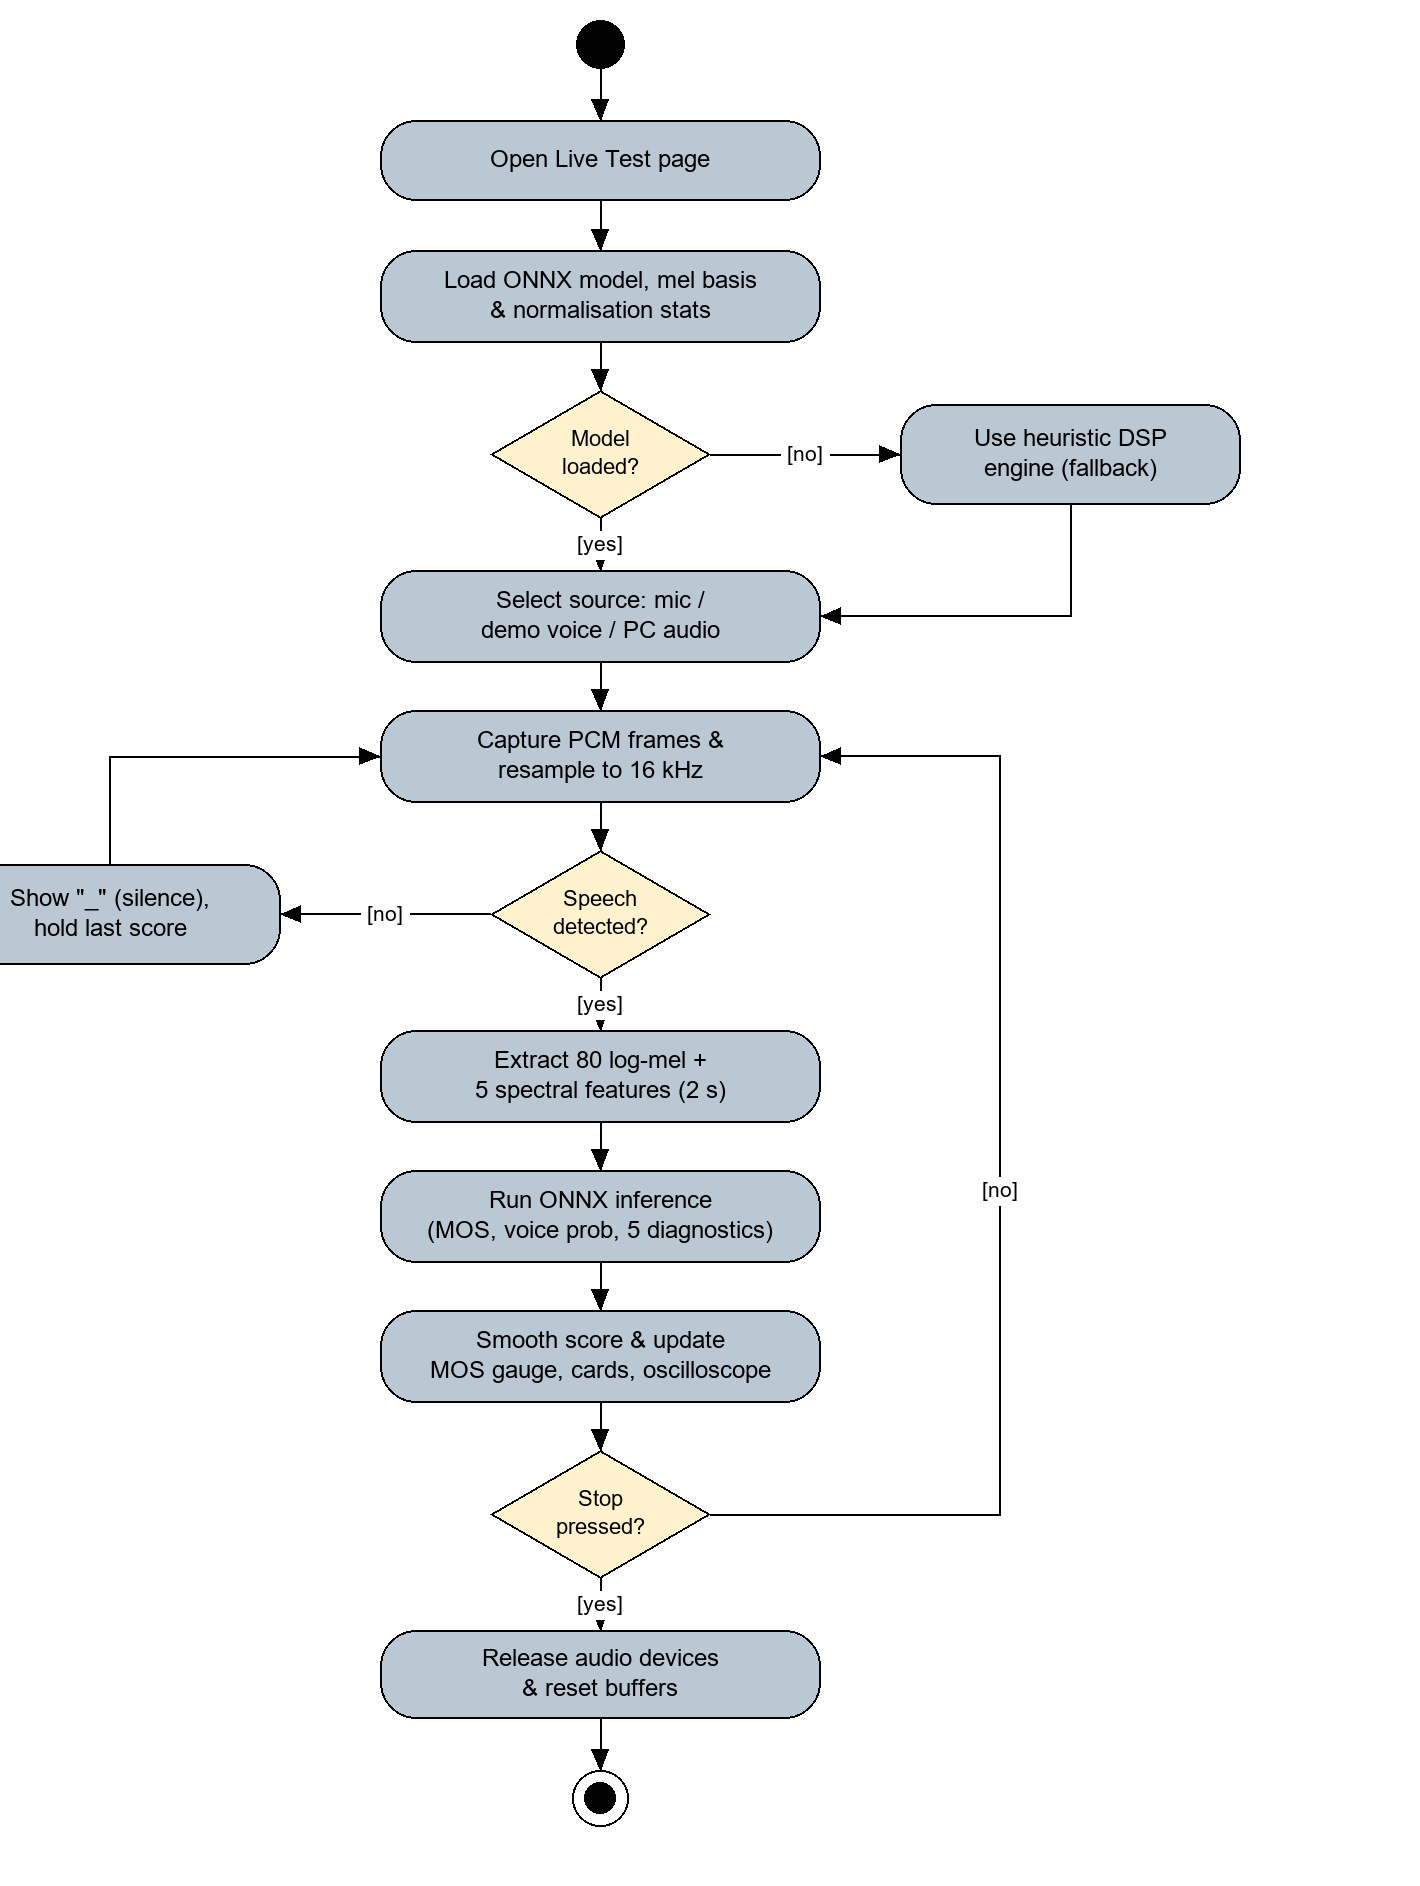 Open Live Test page
Load ONNX model, mel basis
& normalisation stats
Model
loaded?
[no]
Use heuristic DSP
engine (fallback)
[yes]
Select source: mic /
demo voice / PC audio
Capture PCM frames &
resample to 16 kHz
Speech
detected?
[no]
Show "_" (silence),
hold last score
[yes]
Extract 80 log-mel +
5 spectral features (2 s)
Run ONNX inference
(MOS, voice prob, 5 diagnostics)
[no]
Smooth score & update
MOS gauge, cards, oscilloscope
Stop
pressed?
[yes]
Release audio devices
& reset buffers